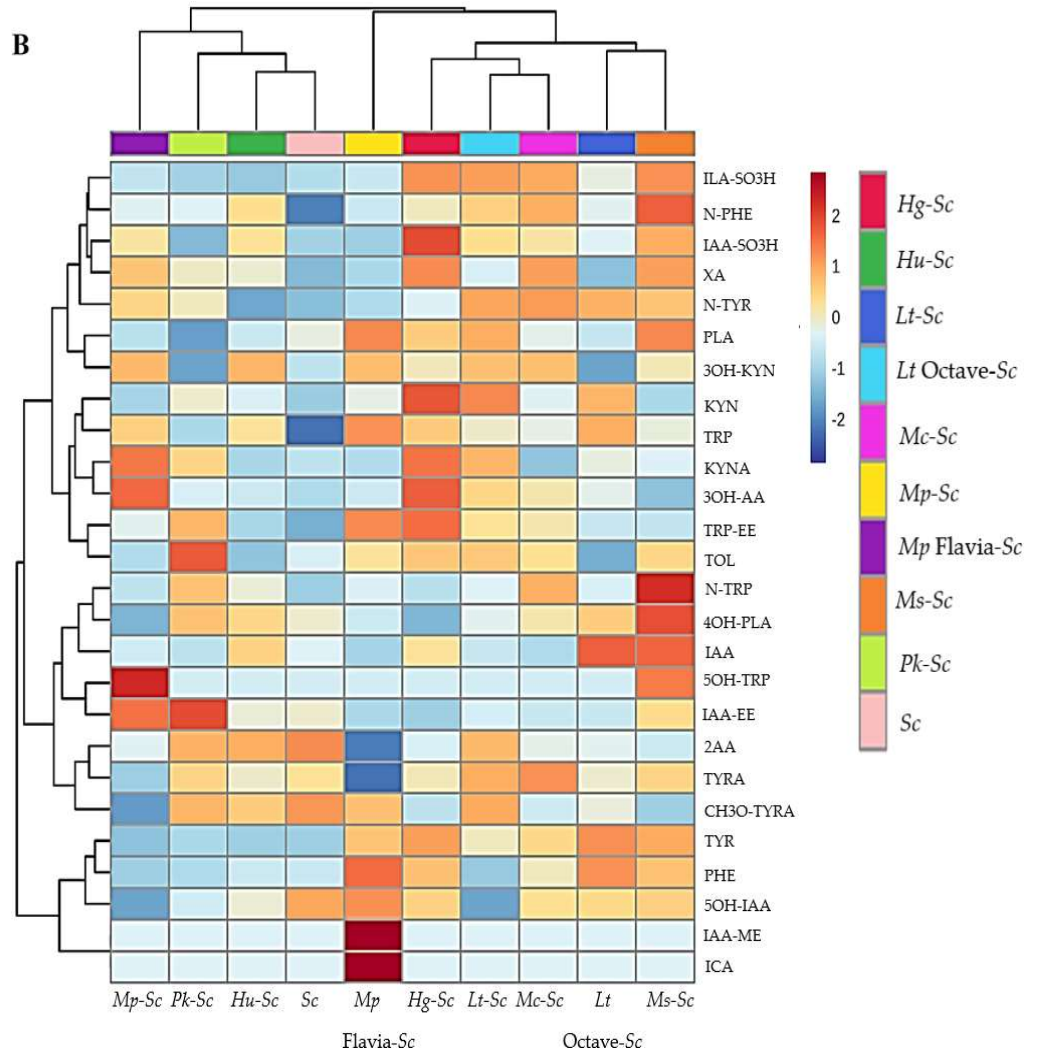 B
ILA-SO3H
N-PHE
IAA-SO3H
XA
N-TYR
PLA
3OH-KYN
KYN
TRP
KYNA
3OH-AA
TRP-EE
TOL
N-TRP
4OH-PLA
IAA
5OH-TRP
IAA-EE
2AA
TYRA
CH3O-TYRA
TYR
PHE
5OH-IAA
IAA-ME
ICA
2
1
0
-1
-2
Hg-Sc
Hu-Sc
Lt-Sc
Lt Octave-Sc
Mc-Sc
Mp-Sc
Mp Flavia-Sc
Ms-Sc
Pk-Sc
Sc
Mp-Sc Pk-Sc Hu-Sc Sc Mp Hg-Sc Lt-Sc Mc-Sc Lt Ms-Sc
Flavia-Sc Octave-Sc